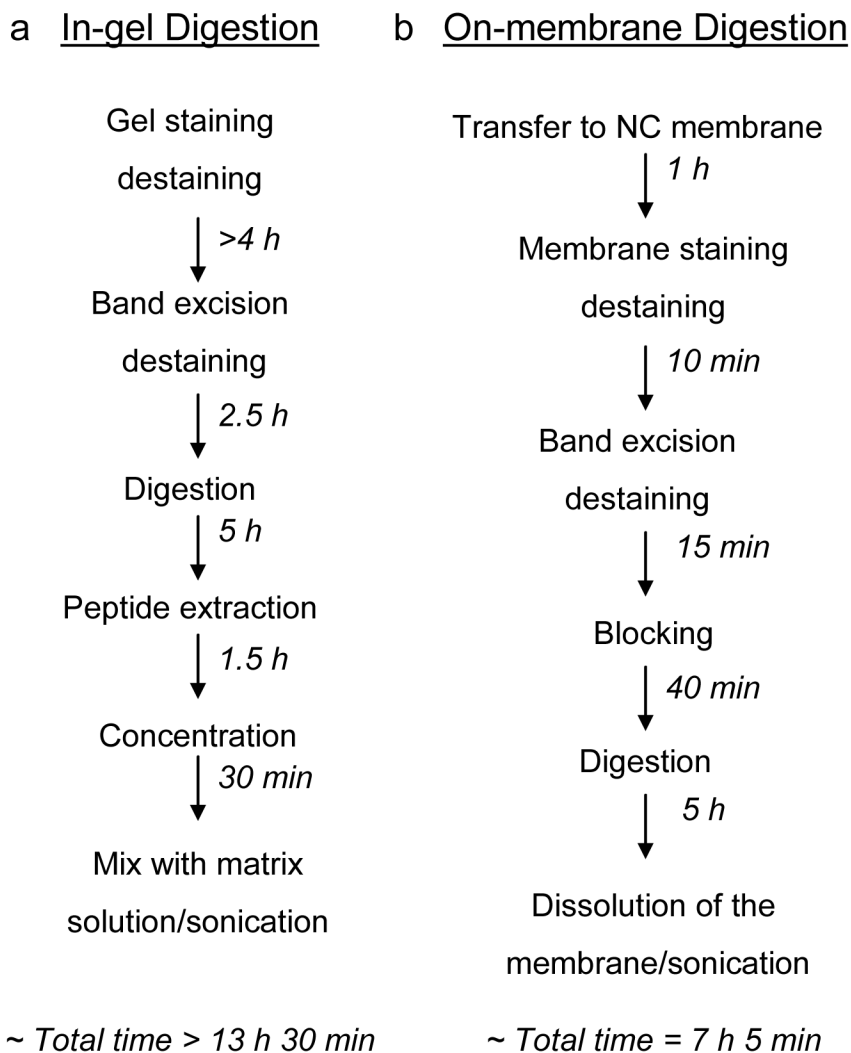 a In-gel Digestion
Gel staining
destaining
>4 h
Band excision
destaining
2.5 h
Digestion
5 h
Peptide extraction
1.5 h
Concentration
30 min
Mix with matrix
solution/sonication
~ Total time > 13 h 30 min
b On-membrane Digestion
Transfer to NC membrane
1 h
Membrane staining
destaining
10 min
Band excision
destaining
15 min
Blocking
40 min
Digestion
5 h
Dissolution of the
membrane/sonication
~ Total time = 7 h 5 min